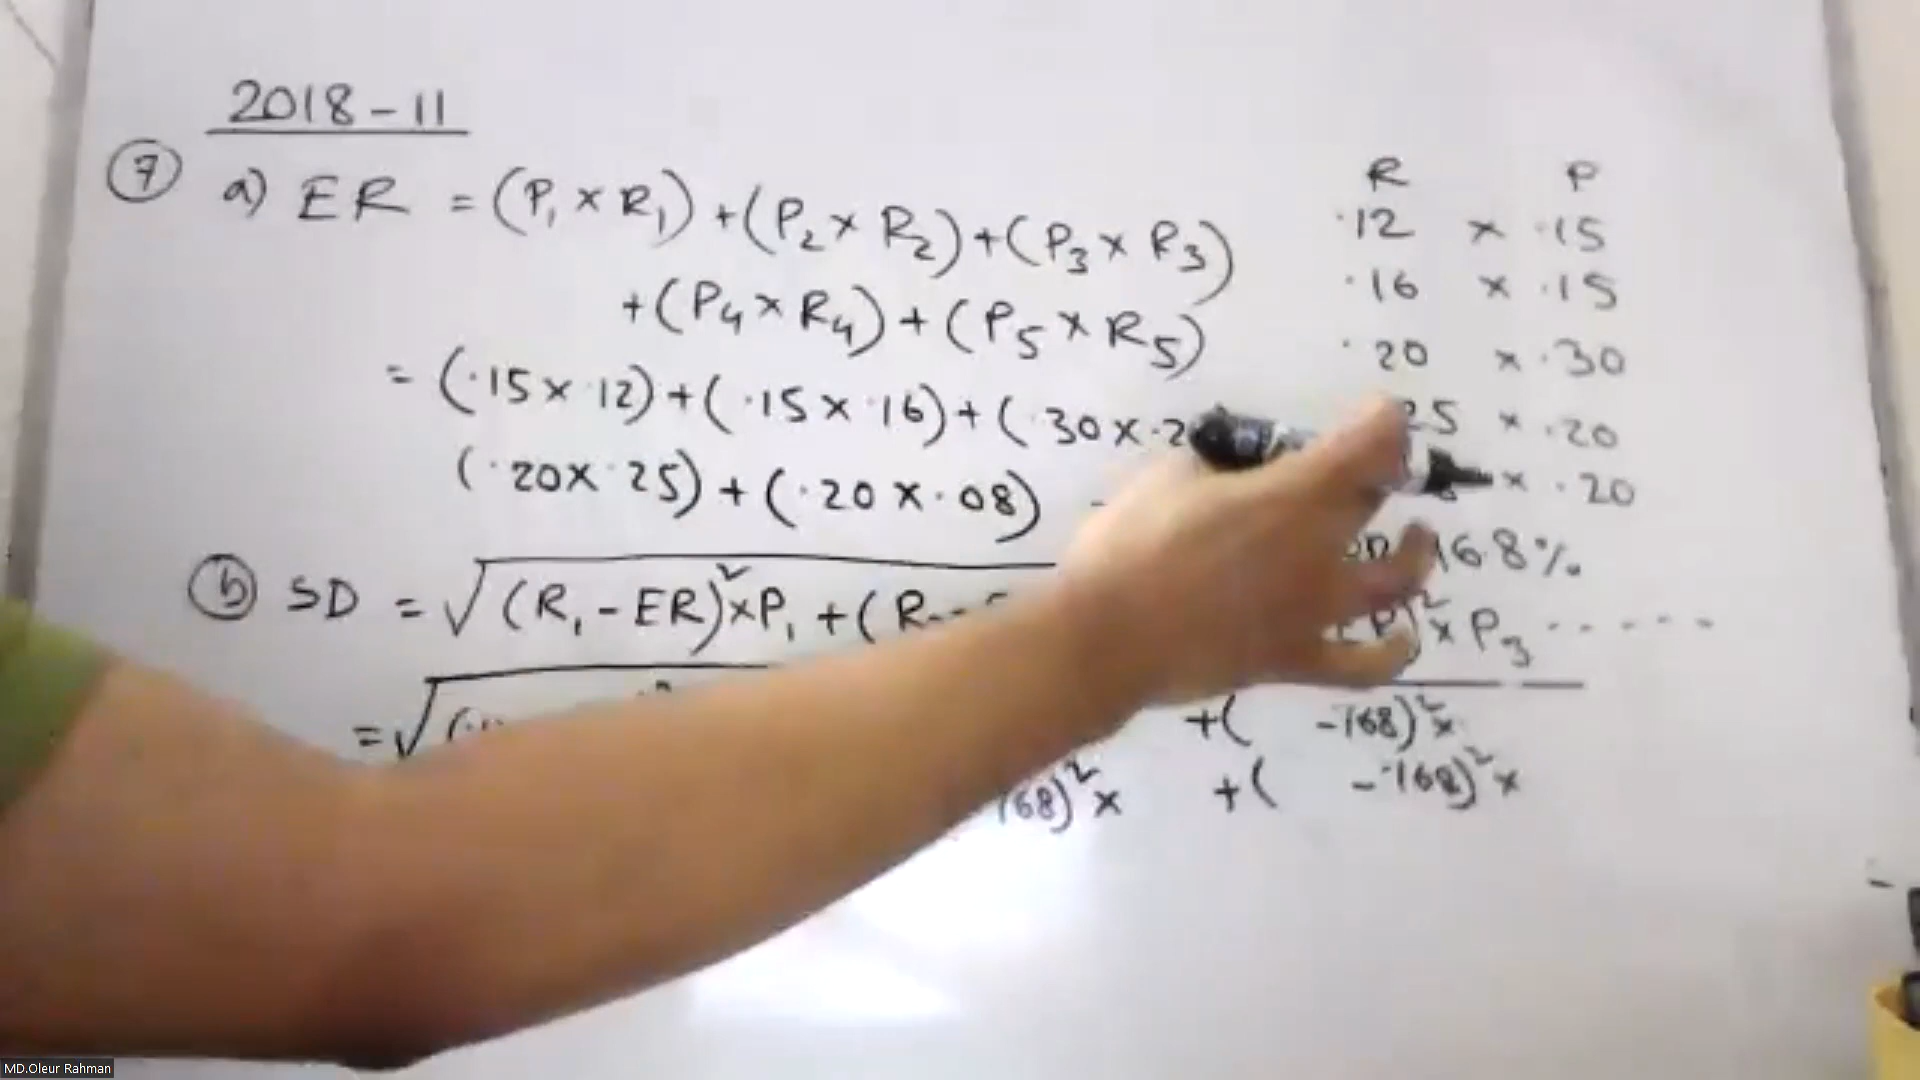 2018-11
7 a) ER = (P₁ × R₁) + (P₂ × R₂) + (P₃ × R₃)
+ (P₄ × R₄) + (P₅ × R₅)
= (.15 × .12) + (.15 × .16) + (.30 × .2
(.20 × .25) + (.20 × .08)
R P
.12 × .15
.16 × .15
.20 × .30
25 × .20
× .20
16.8%
b SD = √(R₁ - ER)² × P₁ + (R × P₃ ......
= √(
+( -168)² ×
168)² × +( -.168)² ×
MD.Oleur Rahman